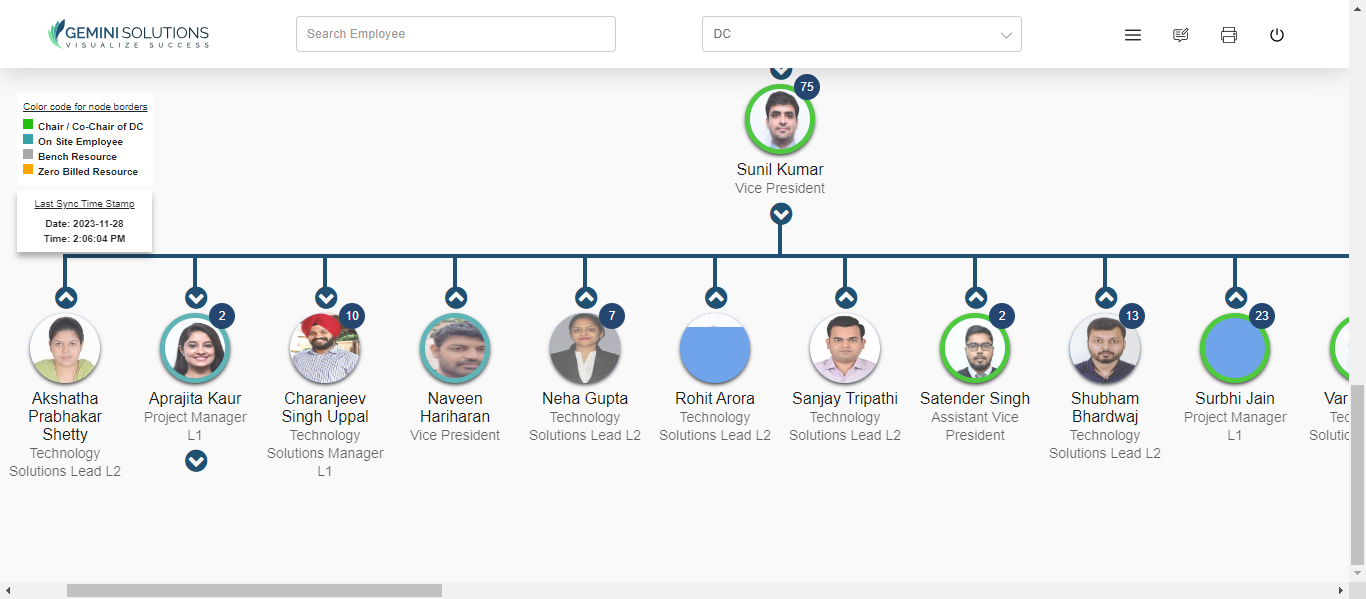 GEMINI SOLUTIONS
VISUALIZE SUCCESS
Search Employee
DC
Color code for node borders
Chair / Co-Chair of DC
On Site Employee
Bench Resource
Zero Billed Resource
Last Sync Time Stamp
Date: 2023-11-28
Time: 2:06:04 PM
75
Sunil Kumar
Vice President
Akshatha
Prabhakar
Shetty
Technology
Solutions Lead L2
2
Aprajita Kaur
Project Manager
L1
10
Charanjeev
Singh Uppal
Technology
Solutions Manager
L1
Naveen
Hariharan
Vice President
7
Neha Gupta
Technology
Solutions Lead L2
Rohit Arora
Technology
Solutions Lead L2
Sanjay Tripathi
Technology
Solutions Lead L2
2
Satender Singh
Assistant Vice
President
13
Shubham
Bhardwaj
Technology
Solutions Lead L2
23
Surbhi Jain
Project Manager
L1